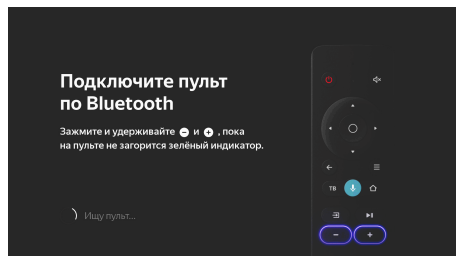 Подключите пульт
по Bluetooth
Зажмите и удерживайте − и + , пока
на пульте не загорится зелёный индикатор.
Ищу пульт...
ТВ
− +